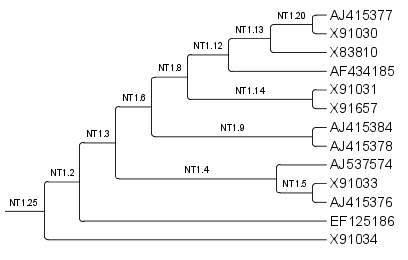 NT1.20 AJ415377
NT1.13 X91030
NT1.12 X83810
NT1.8 AF434185
NT1.14 X91031
NT1.6 X91657
NT1.9 AJ415384
NT1.3 AJ415378
NT1.4 AJ537574
NT1.2 NT1.5 X91033
NT1.25 AJ415376
EF125186
X91034